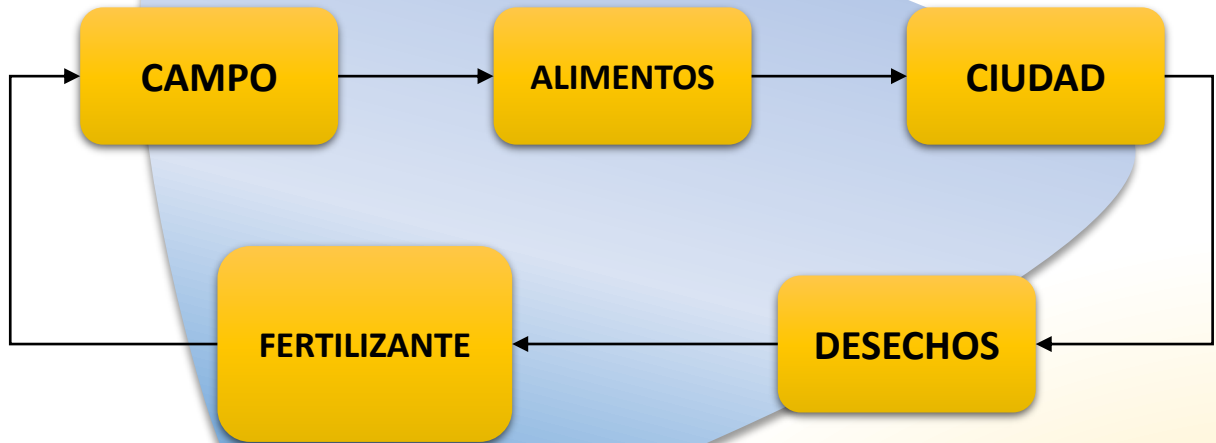 CAMPO
ALIMENTOS
CIUDAD
FERTILIZANTE
DESECHOS